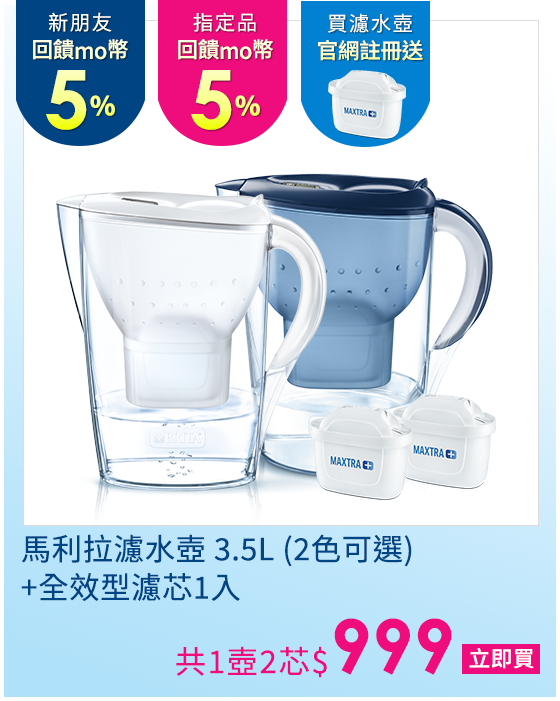 新朋友
回饋mo幣
5%
指定品
回饋mo幣
5%
買濾水壺
官網註冊送
MAXTRA+
BRITA
MAXTRA+
MAXTRA+
馬利拉濾水壺 3.5L (2色可選)
+全效型濾芯1入
共1壺2芯$999
立即買